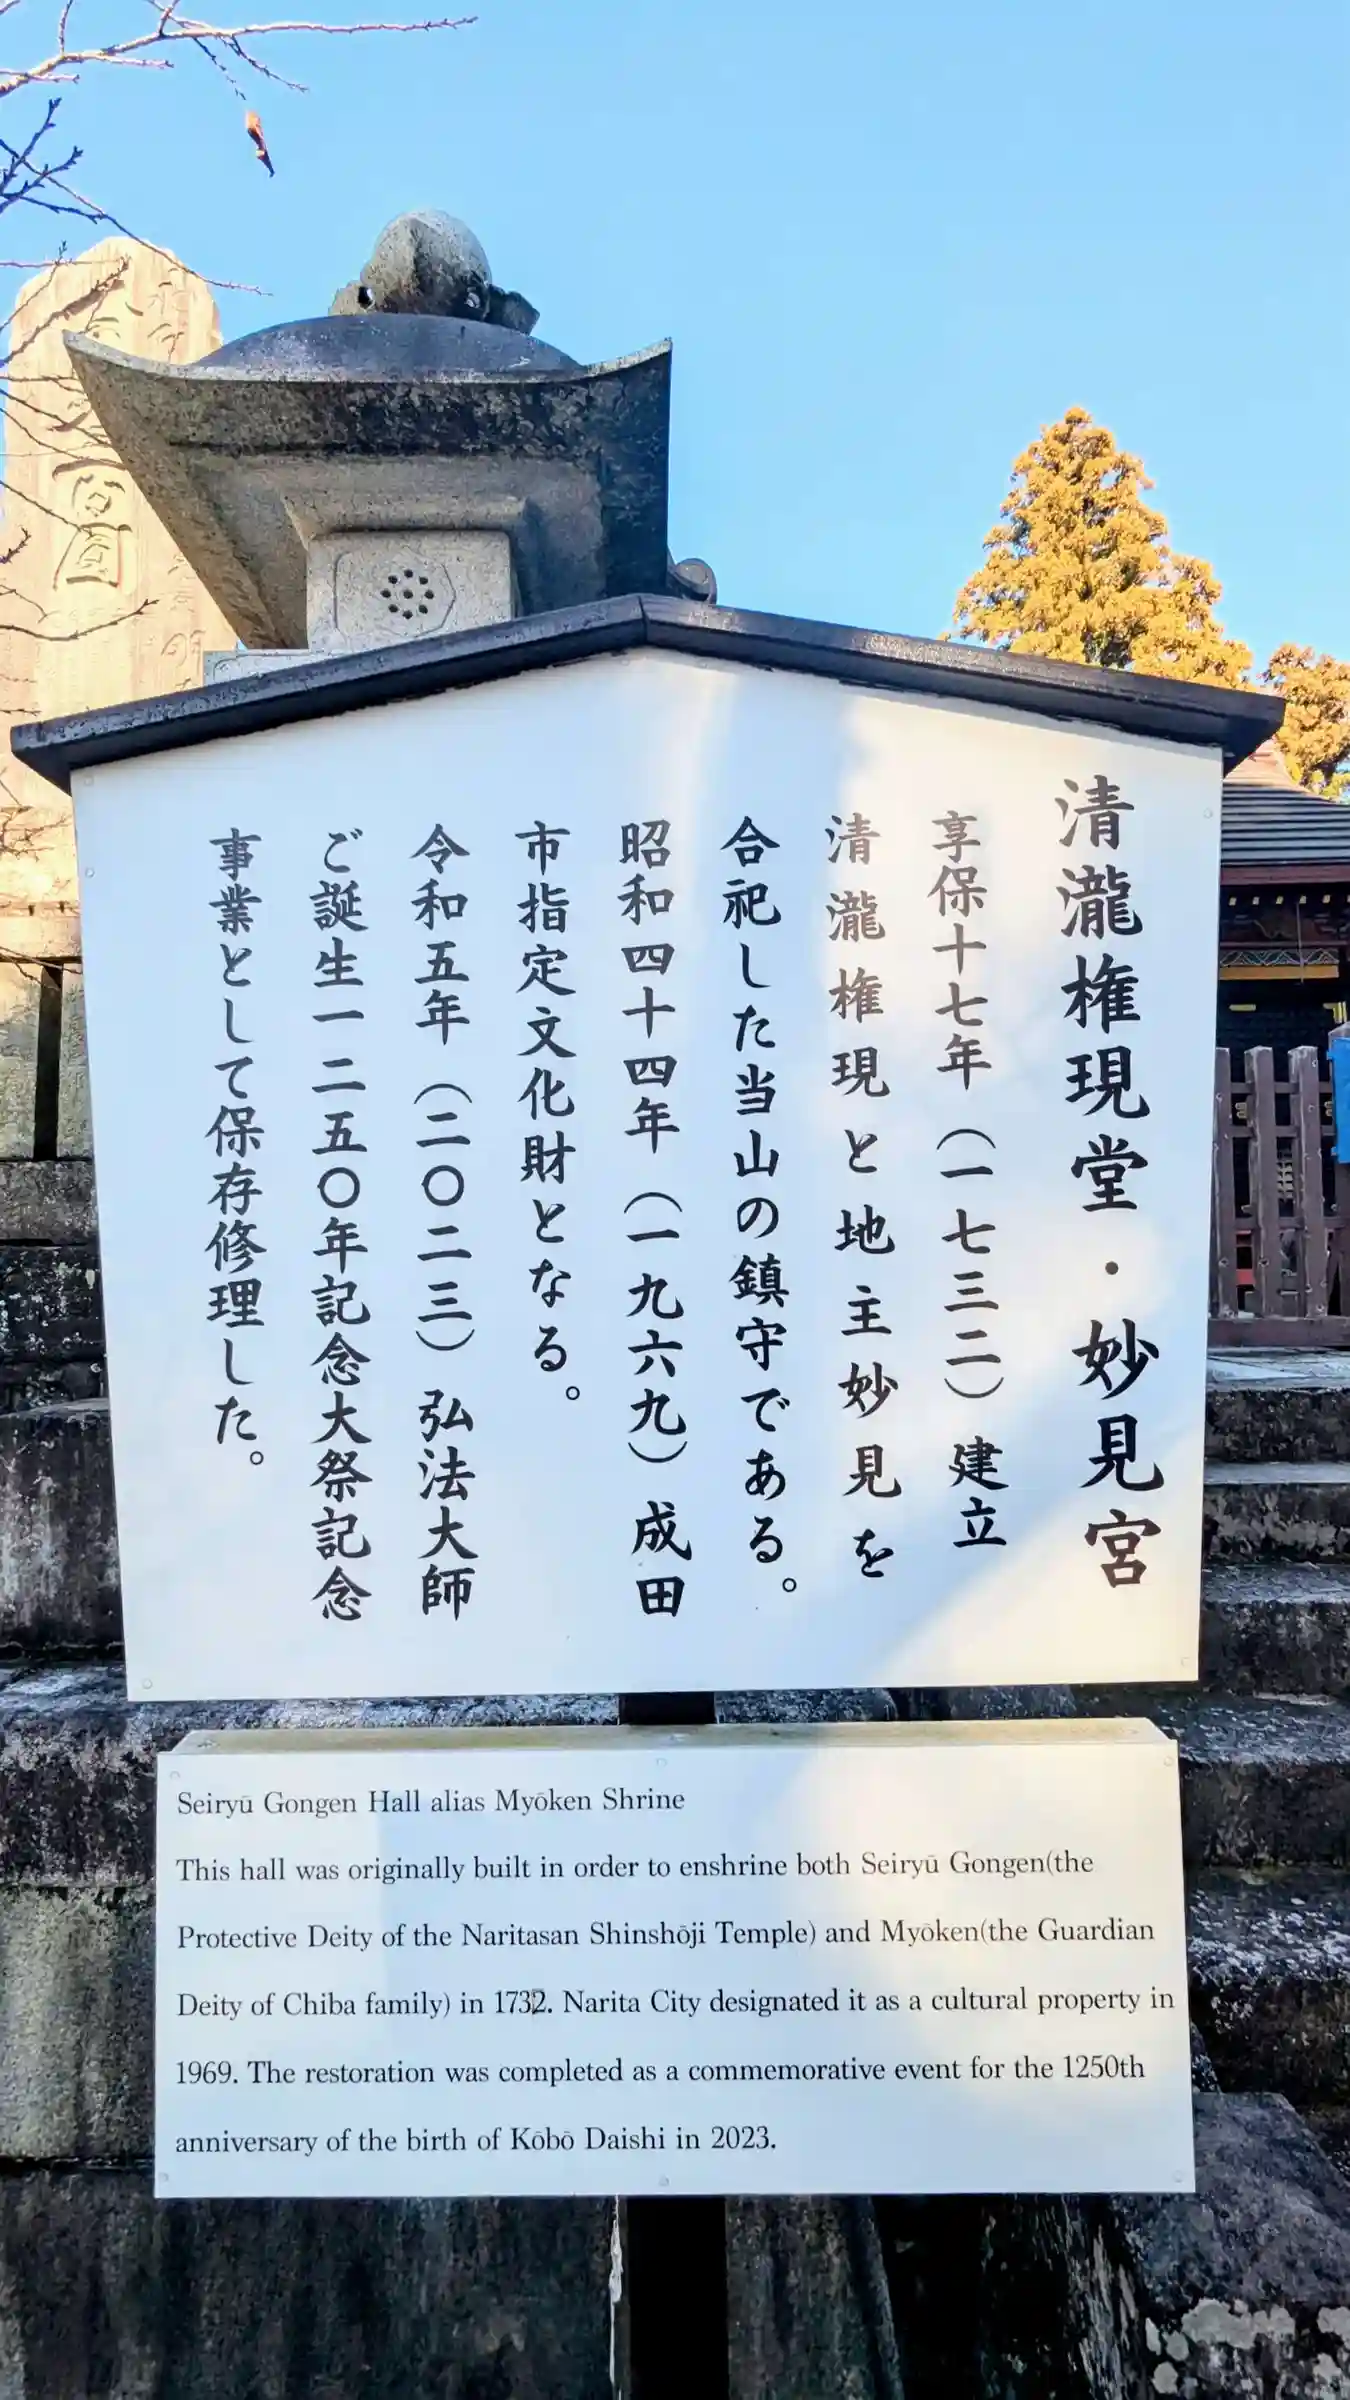 清瀧権現堂・妙見宮
享保十七年（一七三二）建立
清瀧権現と地主妙見を
合祀した当山の鎮守である。
昭和四十四年（一九六九）成田
市指定文化財となる。
令和五年（二〇二三）弘法大師
ご誕生一二五〇年記念大祭記念
事業として保存修理した。
Seiryū Gongen Hall alias Myōken Shrine
This hall was originally built in order to enshrine both Seiryū Gongen(the
Protective Deity of the Naritasan Shinshōji Temple) and Myōken(the Guardian
Deity of Chiba family) in 1732. Narita City designated it as a cultural property in
1969. The restoration was completed as a commemorative event for the 1250th
anniversary of the birth of Kōbō Daishi in 2023.